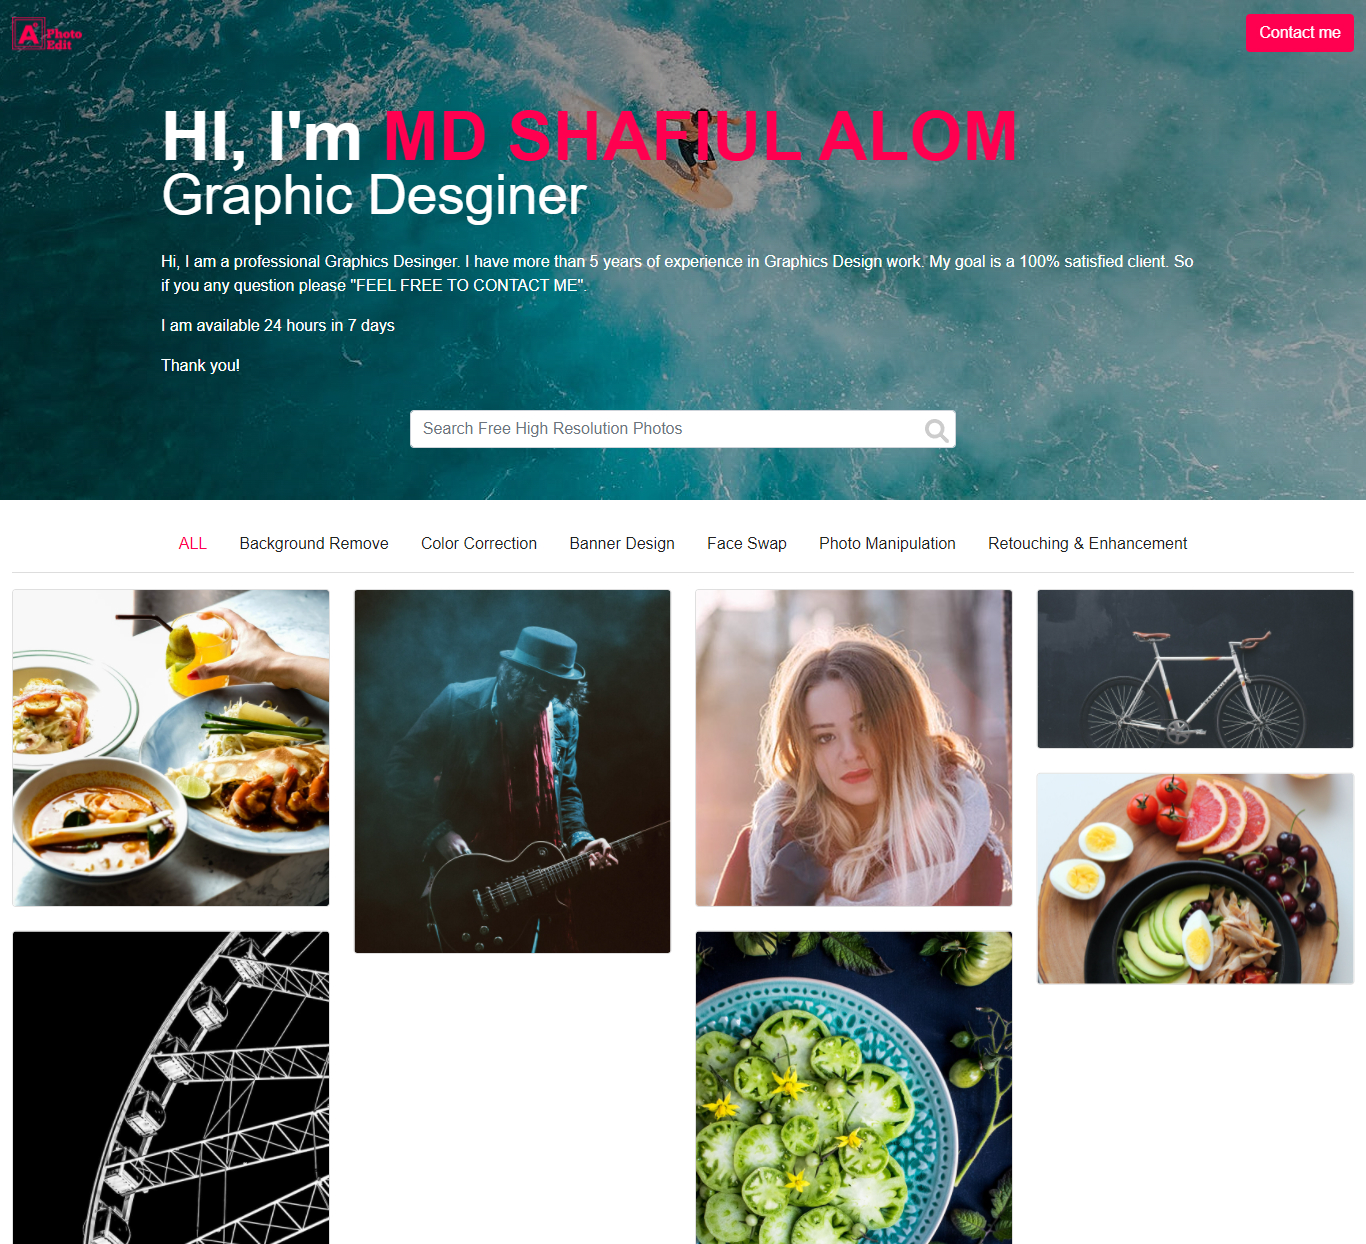 A+ Photo
Edit
Contact me
HI, I'm MD SHAFIUL ALOM
Graphic Desginer
Hi, I am a professional Graphics Desinger. I have more than 5 years of experience in Graphics Design work. My goal is a 100% satisfied client. So
if you any question please "FEEL FREE TO CONTACT ME".
I am available 24 hours in 7 days
Thank you!
Search Free High Resolution Photos
ALL Background Remove Color Correction Banner Design Face Swap Photo Manipulation Retouching & Enhancement